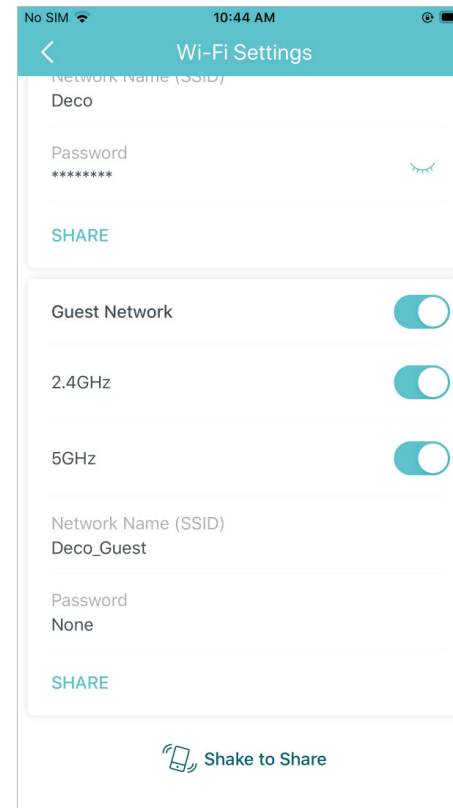 No SIM 10:44 AM
Wi-Fi Settings
Network Name (SSID)
Deco
Password
********
SHARE
Guest Network
2.4GHz
5GHz
Network Name (SSID)
Deco_Guest
Password
None
SHARE
Shake to Share